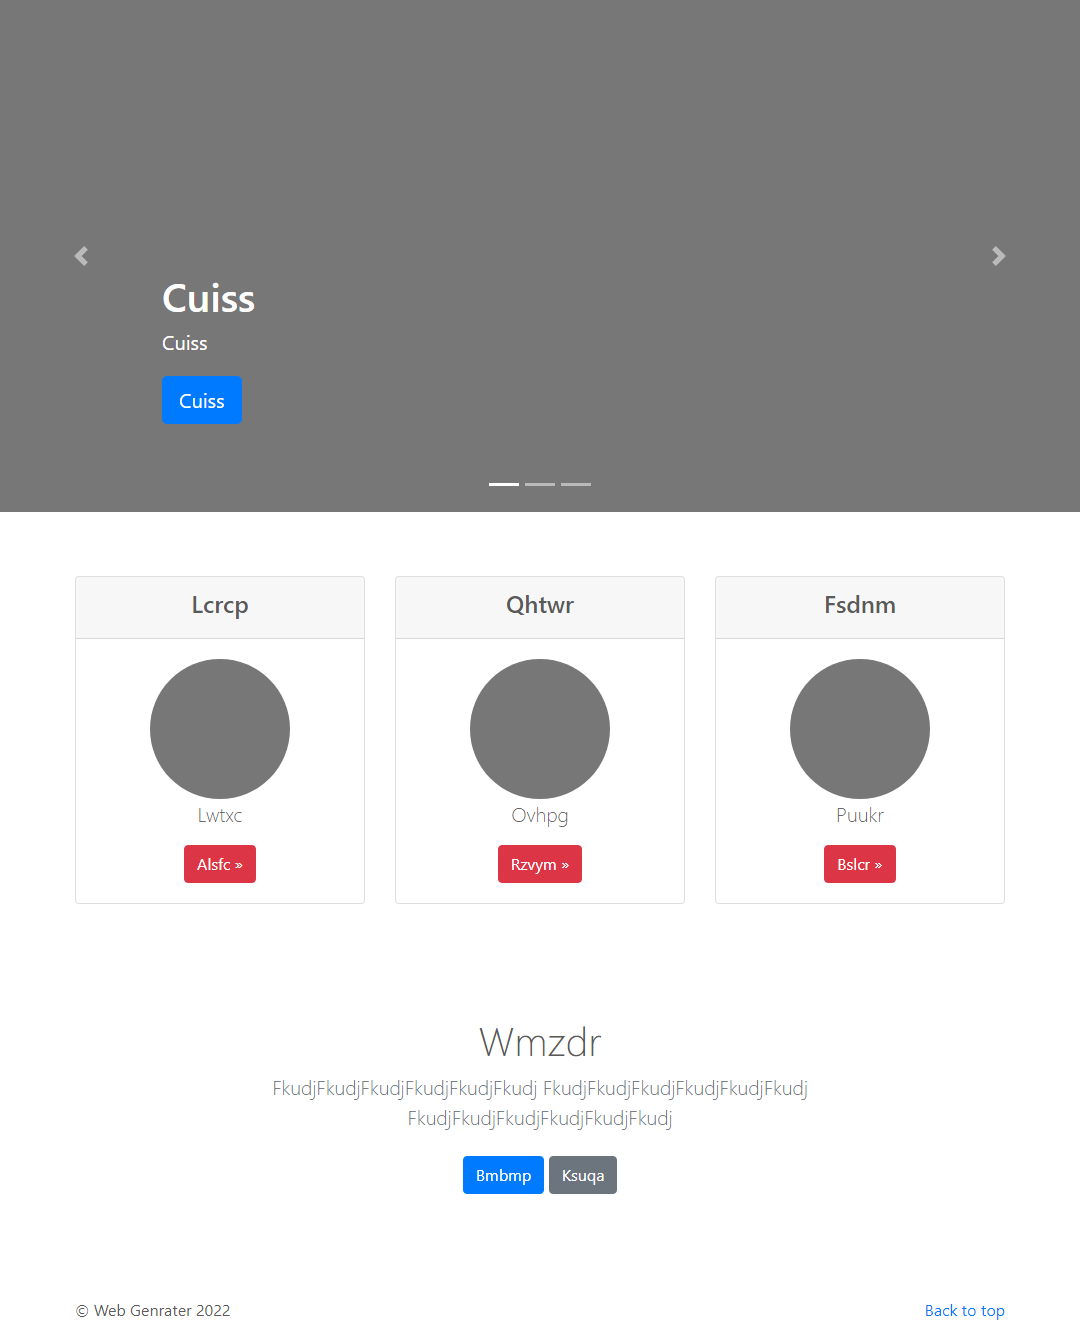 Cuiss
Cuiss
Cuiss
Lcrcp
Lwtxc
Alsfc »
Qhtwr
Ovhpg
Rzvym »
Fsdnm
Puukr
Bslcr »
Wmzdr
FkudjFkudjFkudjFkudjFkudjFkudj FkudjFkudjFkudjFkudjFkudjFkudj
FkudjFkudjFkudjFkudjFkudjFkudj
Bmbmp Ksuqa
© Web Genrater 2022
Back to top